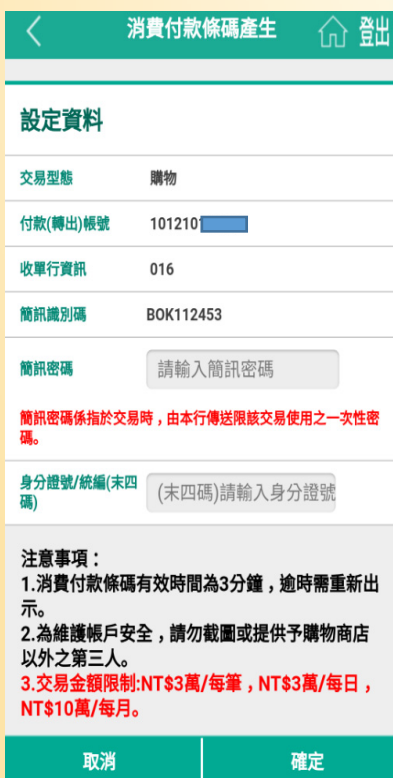 消費付款條碼產生 登出
設定資料
交易型態 購物
付款(轉出)帳號 101210
收單行資訊 016
簡訊識別碼 BOK112453
簡訊密碼 請輸入簡訊密碼
簡訊密碼係指於交易時，由本行傳送限該交易使用之一次性密
碼。
身分證號/統編(末四
碼) (末四碼)請輸入身分證號
注意事項：
1.消費付款條碼有效時間為3分鐘，逾時需重新出
示。
2.為維護帳戶安全，請勿截圖或提供予購物商店
以外之第三人。
3.交易金額限制:NT$3萬/每筆，NT$3萬/每日，
NT$10萬/每月。
取消 確定